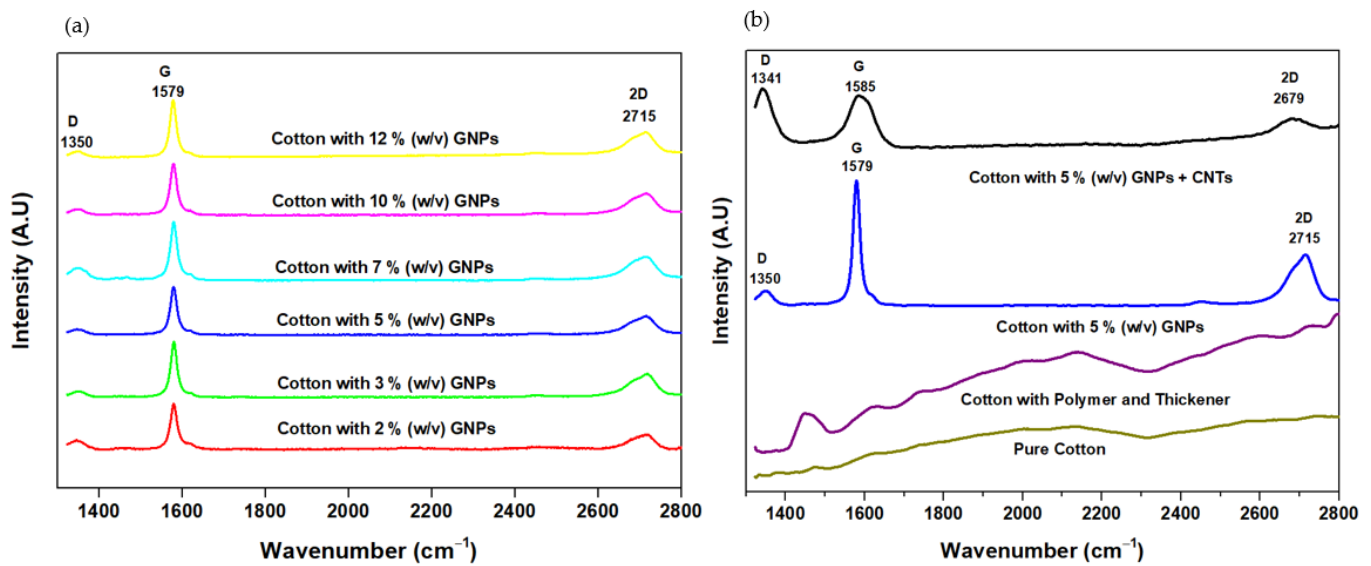 (a)
G
1579
2D
2715
D
1350
Cotton with 12 % (w/v) GNPs
Cotton with 10 % (w/v) GNPs
Cotton with 7 % (w/v) GNPs
Cotton with 5 % (w/v) GNPs
Cotton with 3 % (w/v) GNPs
Cotton with 2 % (w/v) GNPs
Intensity (A.U)
1400 1600 1800 2000 2200 2400 2600 2800
Wavenumber (cm⁻¹)
(b)
D
1341
G
1585
2D
2679
Cotton with 5 % (w/v) GNPs + CNTs
G
1579
2D
2715
D
1350
Cotton with 5 % (w/v) GNPs
Cotton with Polymer and Thickener
Pure Cotton
Intensity (A.U)
1400 1600 1800 2000 2200 2400 2600 2800
Wavenumber (cm⁻¹)